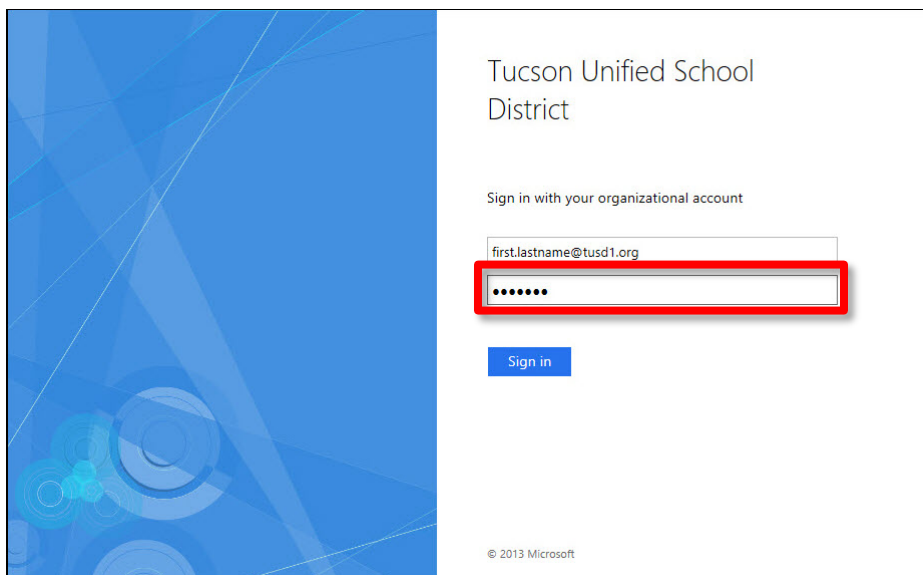 Tucson Unified School
District
Sign in with your organizational account
first.lastname@tusd1.org
•••••••
Sign in
© 2013 Microsoft